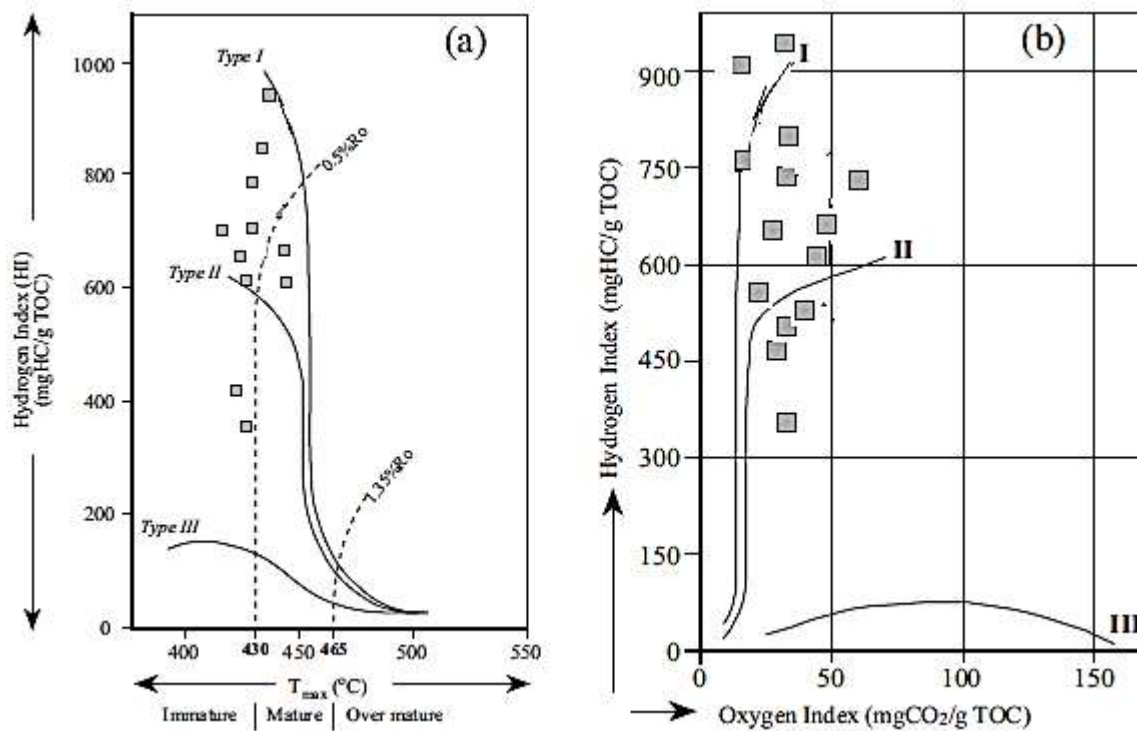 (a)
Type I
1000
0.5%Ro
800
600
Type II
400
1.35%Ro
200
Type III
0
400 430 450 465 500 550
Tmax (°C)
Immature Mature Over mature
Hydrogen Index (HI)
(mgHC/g TOC)
(b)
I
900
750
II
600
450
300
150
III
0
0 50 100 150
Oxygen Index (mgCO2/g TOC)
Hydrogen Index (mgHC/g TOC)